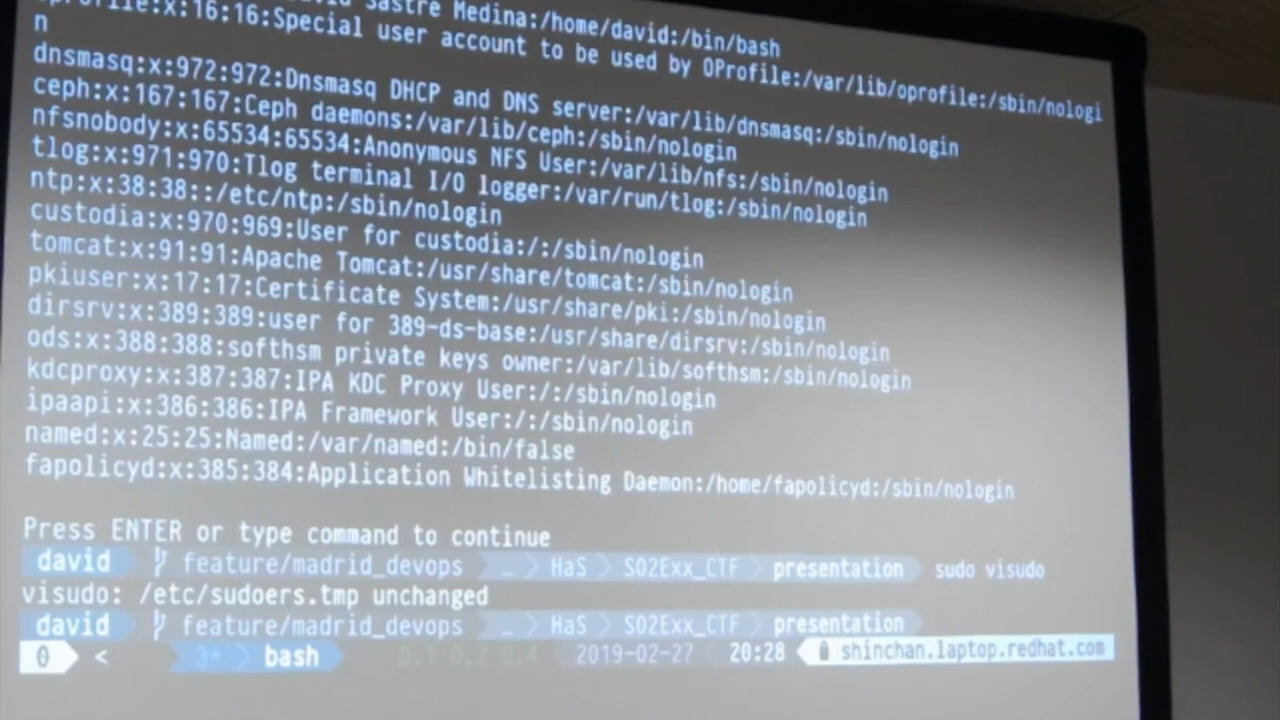 Sastre Medina:/home/david:/bin/bash
oprofile:x:16:16:Special user account to be used by OProfile:/var/lib/oprofile:/sbin/nologi
n
dnsmasq:x:972:972:Dnsmasq DHCP and DNS server:/var/lib/dnsmasq:/sbin/nologin
ceph:x:167:167:Ceph daemons:/var/lib/ceph:/sbin/nologin
nfsnobody:x:65534:65534:Anonymous NFS User:/var/lib/nfs:/sbin/nologin
tlog:x:971:970:Tlog terminal I/O logger:/var/run/tlog:/sbin/nologin
ntp:x:38:38::/etc/ntp:/sbin/nologin
custodia:x:970:969:User for custodia:/:/sbin/nologin
tomcat:x:91:91:Apache Tomcat:/usr/share/tomcat:/sbin/nologin
pkiuser:x:17:17:Certificate System:/usr/share/pki:/sbin/nologin
dirsrv:x:389:389:user for 389-ds-base:/usr/share/dirsrv:/sbin/nologin
ods:x:388:388:softhsm private keys owner:/var/lib/softhsm:/sbin/nologin
kdcproxy:x:387:387:IPA KDC Proxy User:/:/sbin/nologin
ipaapi:x:386:386:IPA Framework User:/:/sbin/nologin
named:x:25:25:Named:/var/named:/bin/false
fapolicyd:x:385:384:Application Whitelisting Daemon:/home/fapolicyd:/sbin/nologin
Press ENTER or type command to continue
david feature/madrid_devops … HaS S02Exx_CTF presentation sudo visudo
visudo: /etc/sudoers.tmp unchanged
david feature/madrid_devops … HaS S02Exx_CTF presentation
0 < 3* bash 0.1 0.2 0.4 2019-02-27 20:28 shinchan.laptop.redhat.com